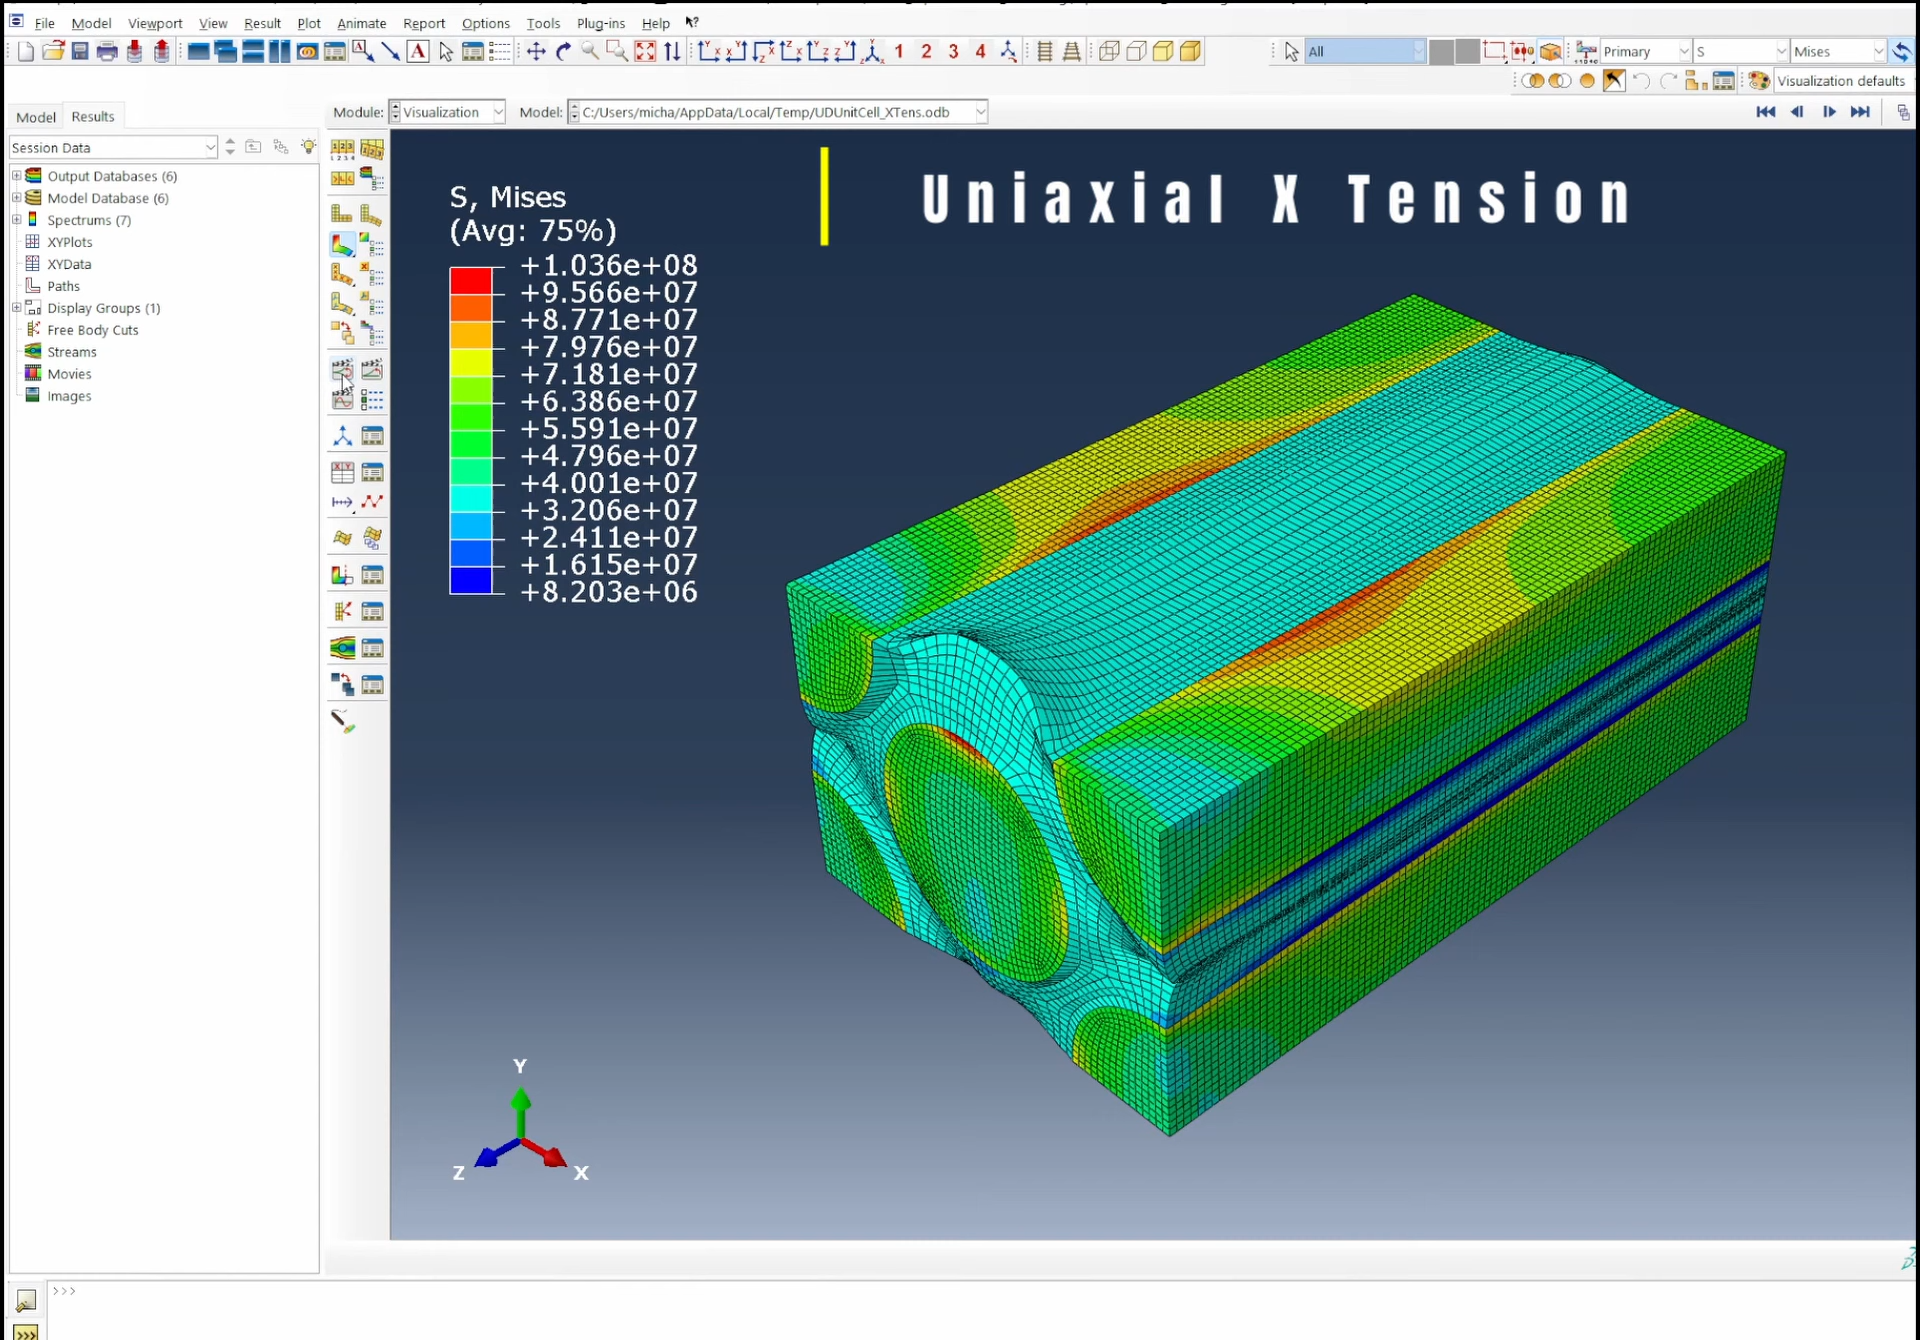 File Model Viewport View Result Plot Animate Report Options Tools Plug-ins Help
A 1 2 3 4 All Primary S Mises
Visualization defaults
Model Results
Module: Visualization Model: C:/Users/micha/AppData/Local/Temp/UDUnitCell_XTens.odb
Session Data
Output Databases (6)
Model Database (6)
Spectrums (7)
XYPlots
XYData
Paths
Display Groups (1)
Free Body Cuts
Streams
Movies
Images
Uniaxial X Tension
S, Mises
(Avg: 75%)
+1.036e+08
+9.566e+07
+8.771e+07
+7.976e+07
+7.181e+07
+6.386e+07
+5.591e+07
+4.796e+07
+4.001e+07
+3.206e+07
+2.411e+07
+1.615e+07
+8.203e+06
Y
Z X
>>>
>>>